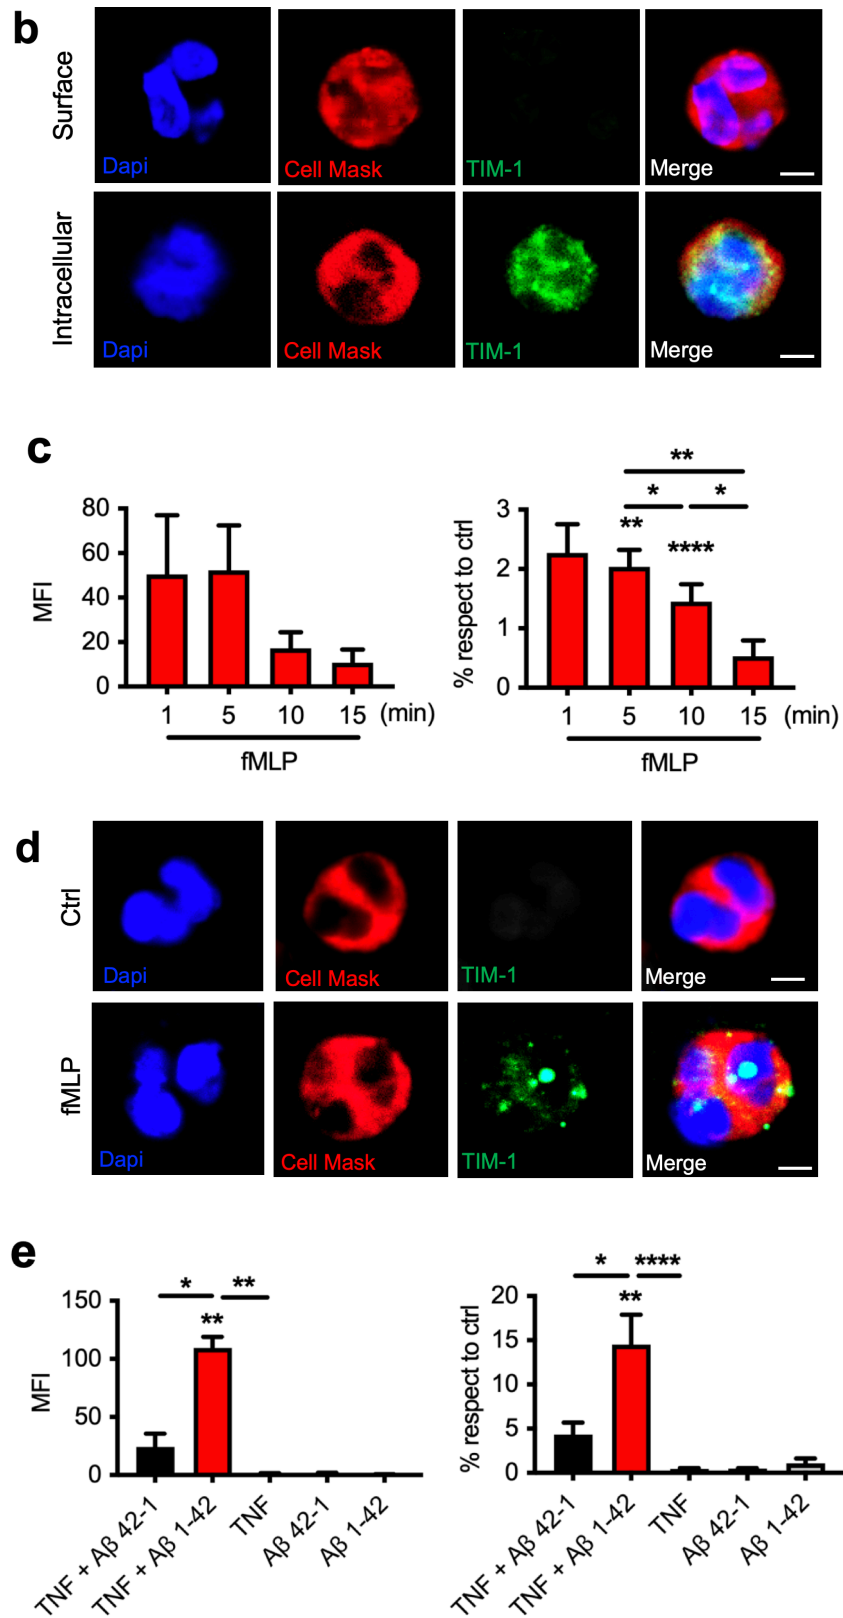 b
Surface
Dapi
Cell Mask
TIM-1
Merge
Intracellular
Dapi
Cell Mask
TIM-1
Merge
c
MFI
80
60
40
20
0
1 5 10 15 (min)
fMLP
% respect to ctrl
3
2
1
0
**
* *
**
****
1 5 10 15 (min)
fMLP
d
Ctrl
Dapi
Cell Mask
TIM-1
Merge
fMLP
Dapi
Cell Mask
TIM-1
Merge
e
MFI
150
100
50
0
* **
**
TNF + Aβ 42-1
TNF + Aβ 1-42
TNF
Aβ 42-1
Aβ 1-42
% respect to ctrl
20
15
10
5
0
* ****
**
TNF + Aβ 42-1
TNF + Aβ 1-42
TNF
Aβ 42-1
Aβ 1-42